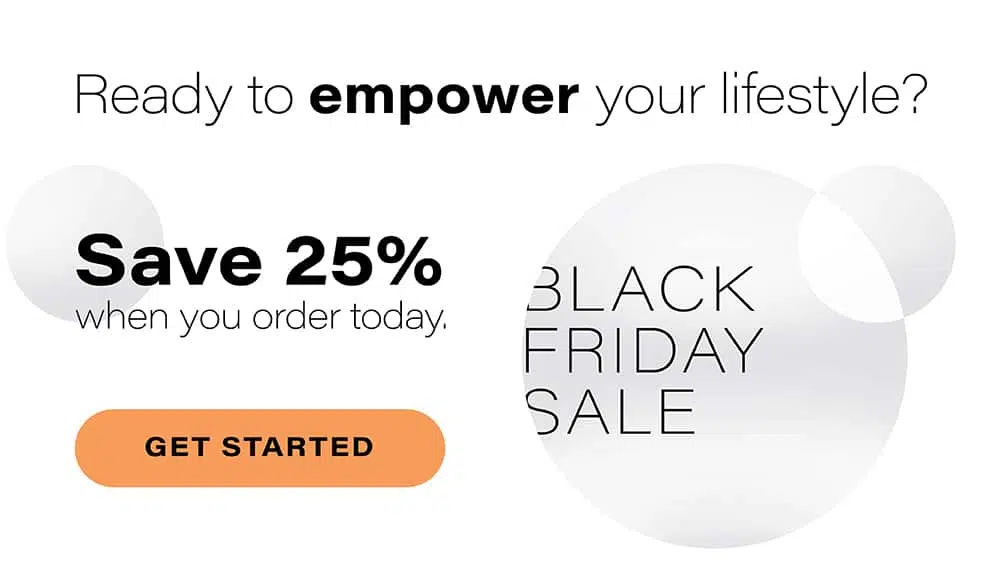 Ready to empower your lifestyle?
Save 25%
when you order today.
GET STARTED
BLACK
FRIDAY
SALE